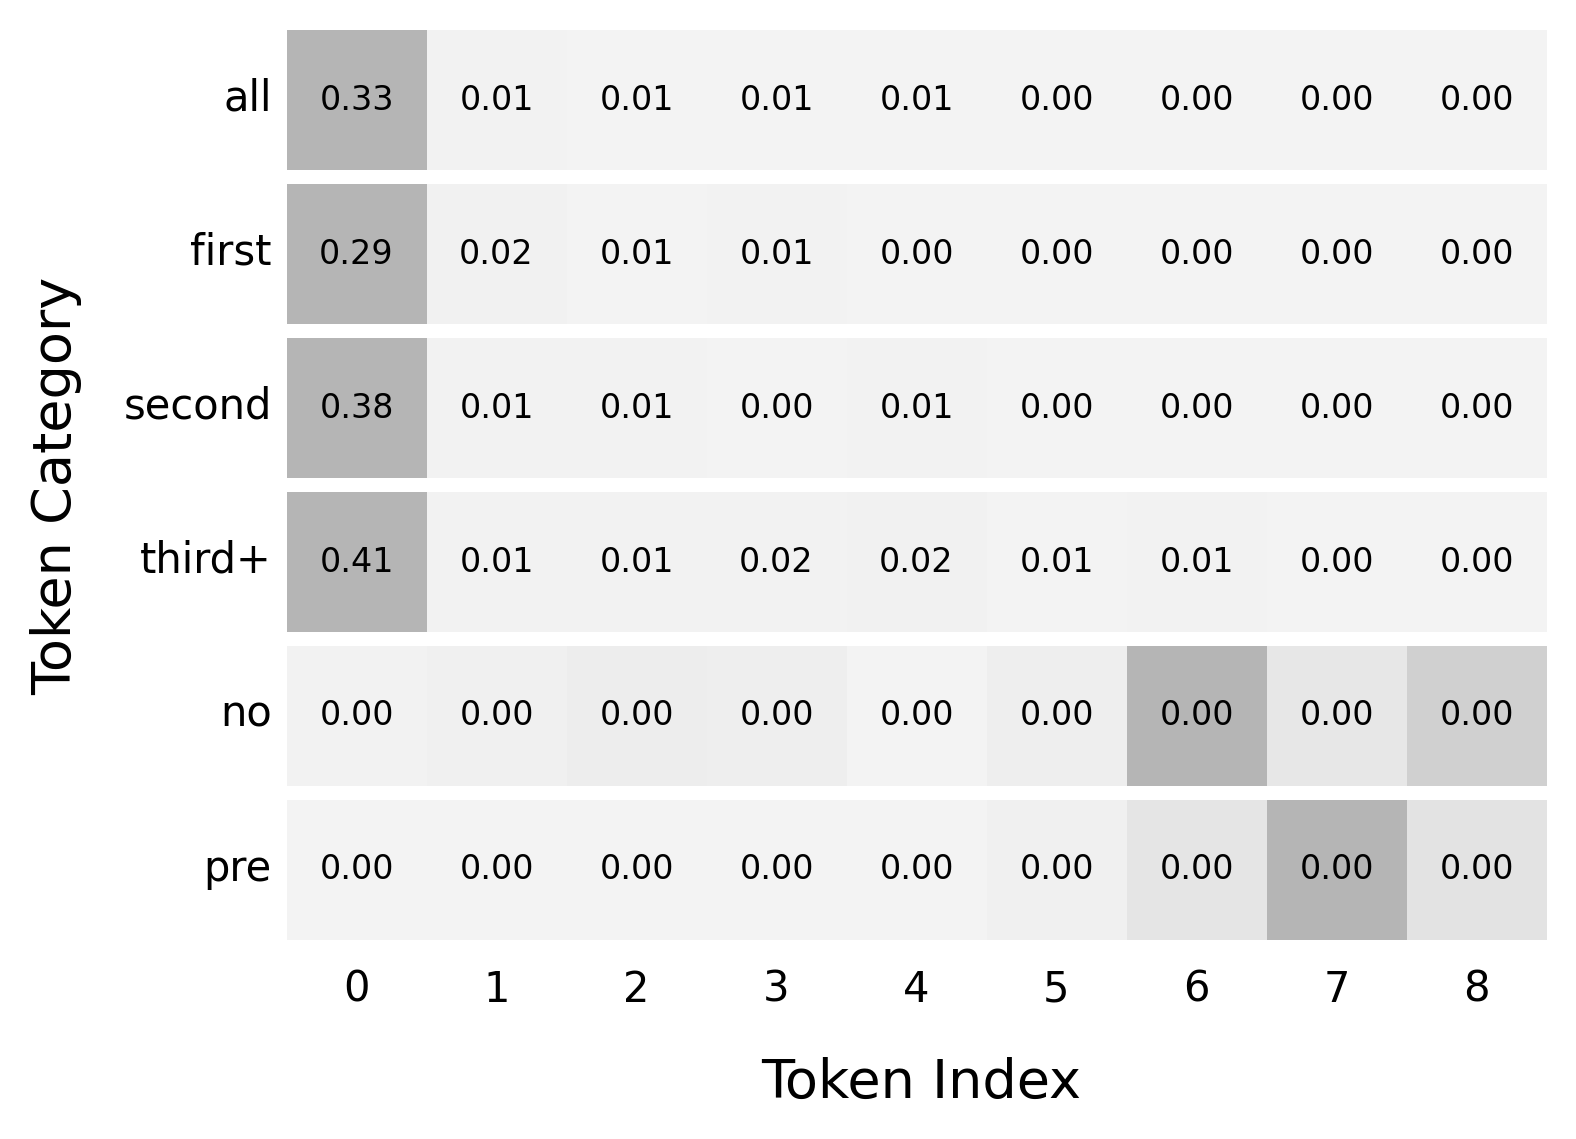 Token Category
all 0.33 0.01 0.01 0.01 0.01 0.00 0.00 0.00 0.00
first 0.29 0.02 0.01 0.01 0.00 0.00 0.00 0.00 0.00
second 0.38 0.01 0.01 0.00 0.01 0.00 0.00 0.00 0.00
third+ 0.41 0.01 0.01 0.02 0.02 0.01 0.01 0.00 0.00
no 0.00 0.00 0.00 0.00 0.00 0.00 0.00 0.00 0.00
pre 0.00 0.00 0.00 0.00 0.00 0.00 0.00 0.00 0.00
0 1 2 3 4 5 6 7 8
Token Index